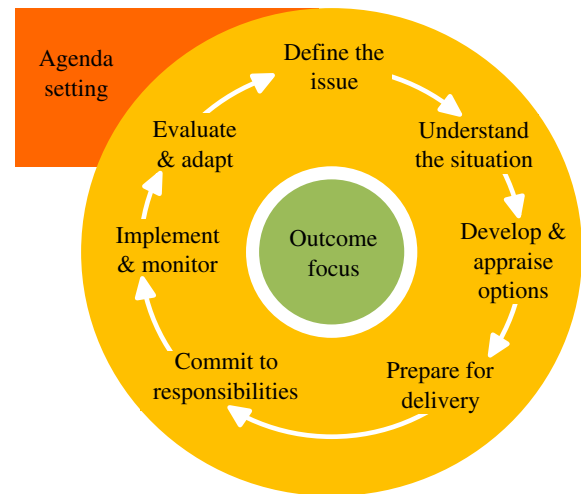 Agenda
setting
Define the
issue
Understand
the situation
Develop &
appraise
options
Prepare for
delivery
Commit to
responsibilities
Implement
& monitor
Evaluate
& adapt
Outcome
focus